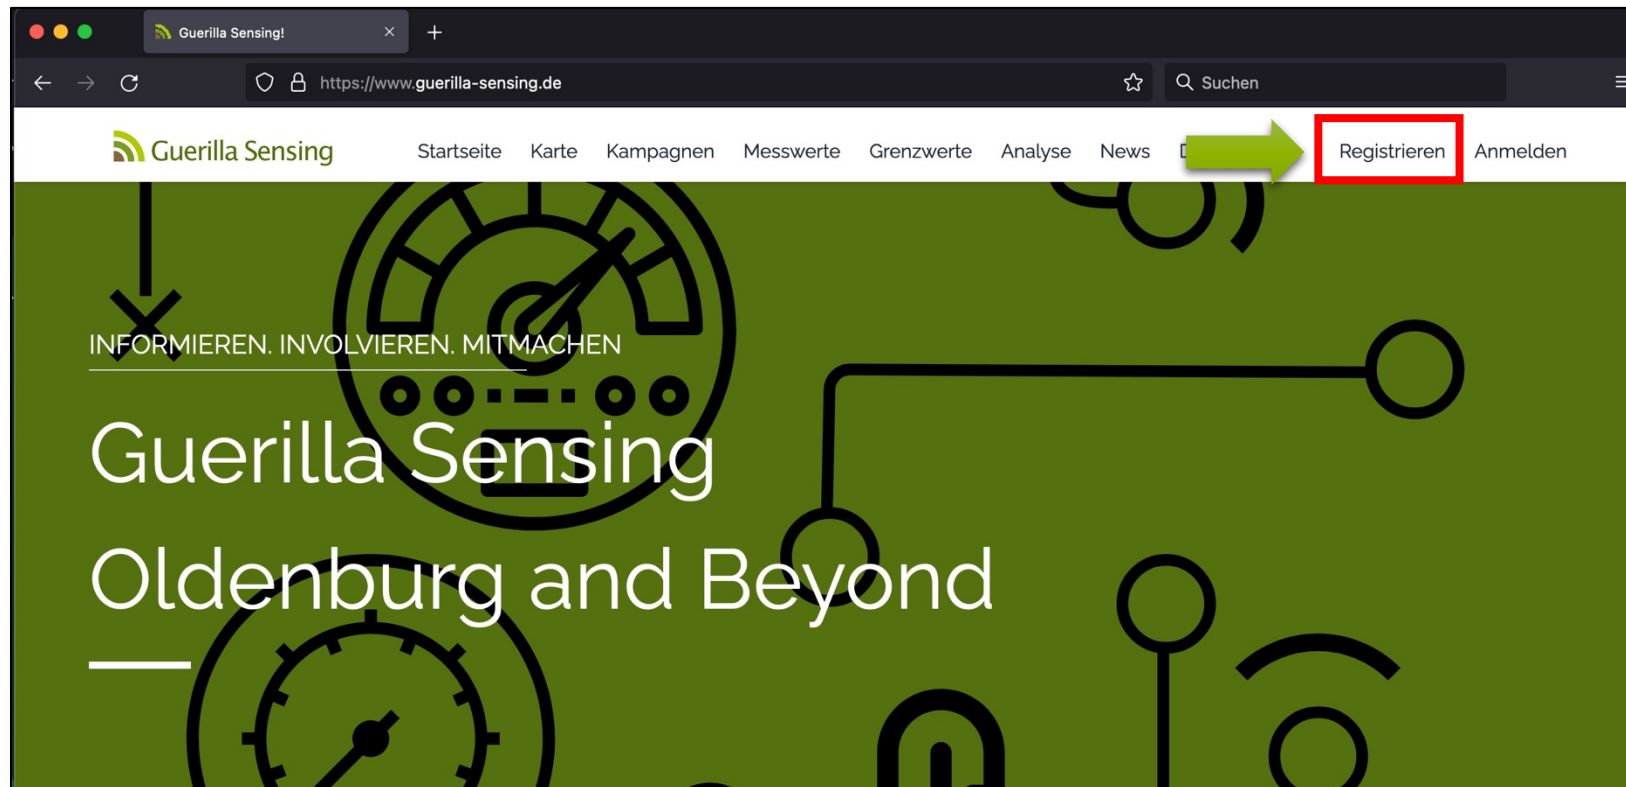 Guerilla Sensing!
https://www.guerilla-sensing.de
Suchen
Guerilla Sensing
Startseite Karte Kampagnen Messwerte Grenzwerte Analyse News Registrieren Anmelden
INFORMIEREN. INVOLVIEREN. MITMACHEN
Guerilla Sensing
Oldenburg and Beyond